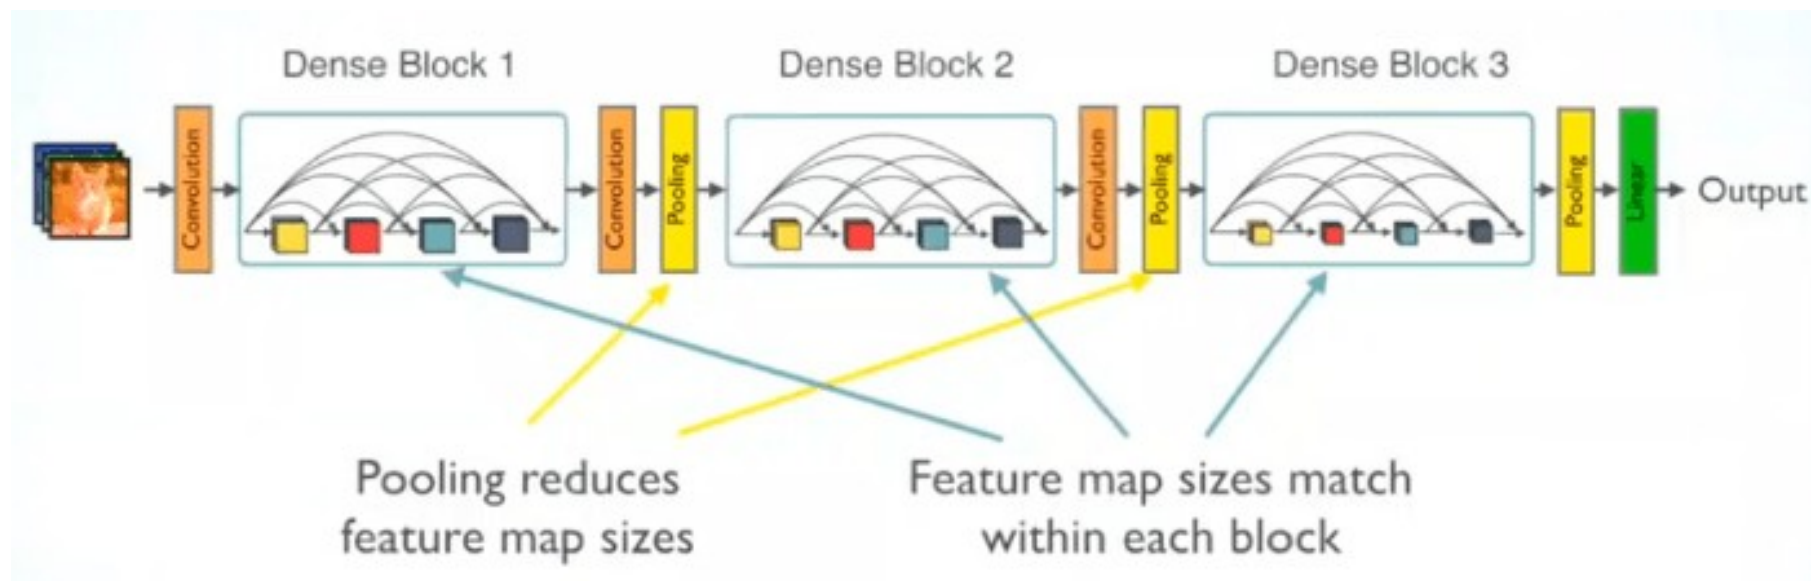 Dense Block 1
Dense Block 2
Dense Block 3
Convolution
Convolution
Pooling
Convolution
Pooling
Pooling
Linear
Output
Pooling reduces
feature map sizes
Feature map sizes match
within each block